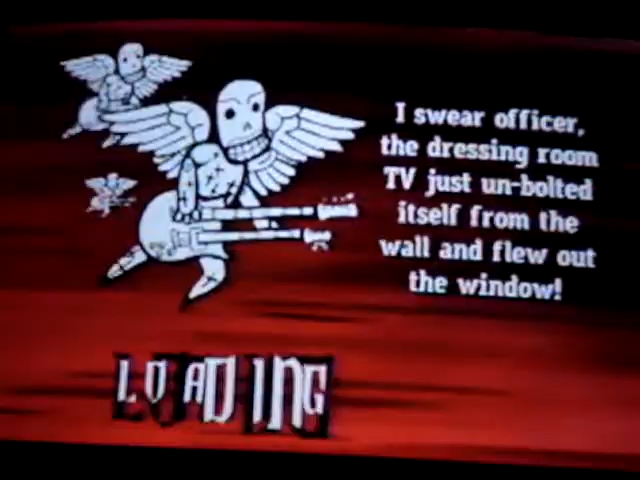 I swear officer,
the dressing room
TV just un-bolted
itself from the
wall and flew out
the window!
LOADING